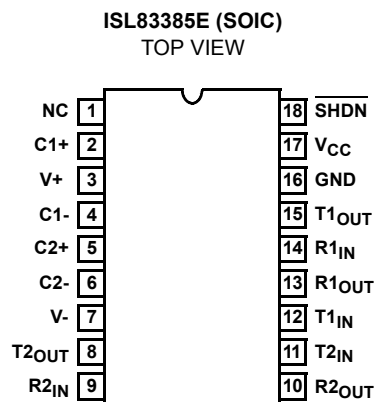 ISL83385E (SOIC)
TOP VIEW
NC 1 18 SHDN
C1+ 2 17 VCC
V+ 3 16 GND
C1- 4 15 T1OUT
C2+ 5 14 R1IN
C2- 6 13 R1OUT
V- 7 12 T1IN
T2OUT 8 11 T2IN
R2IN 9 10 R2OUT